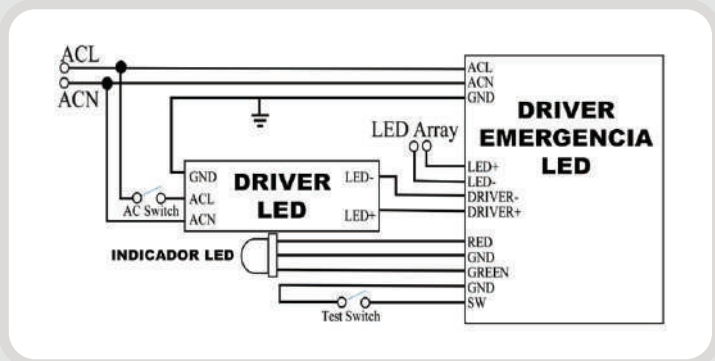 ACL
ACN
ACL
ACN
GND
DRIVER
EMERGENCIA
LED
LED Array
LED+
LED-
DRIVER-
DRIVER+
GND
ACL
ACN
DRIVER
LED
LED-
LED+
AC Switch
INDICADOR LED
RED
GND
GREEN
GND
SW
Test Switch